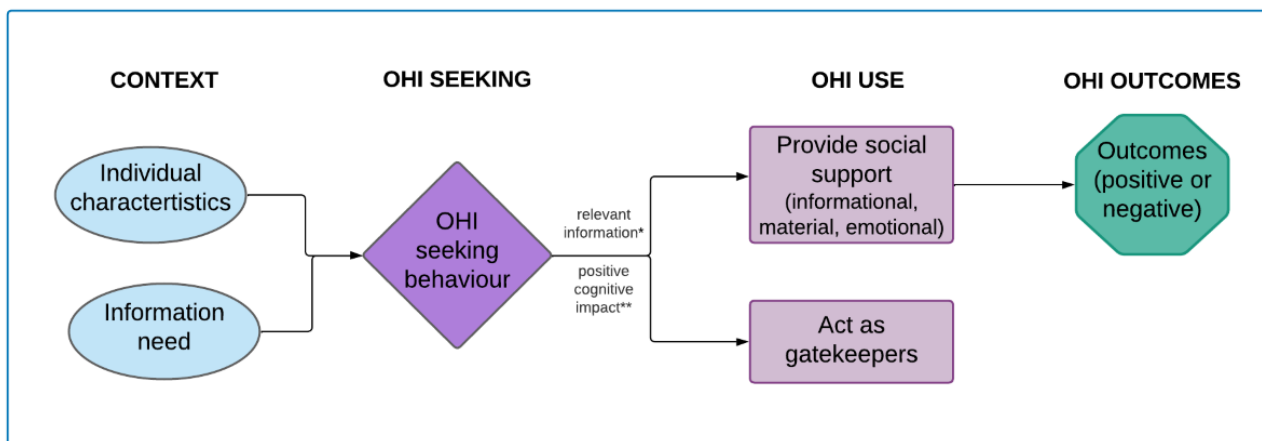 CONTEXT
OHI SEEKING
OHI USE
OHI OUTCOMES
Individual
charactertistics
Information
need
OHI
seeking
behaviour
relevant
information*
positive
cognitive
impact**
Provide social
support
(informational,
material, emotional)
Act as
gatekeepers
Outcomes
(positive or
negative)